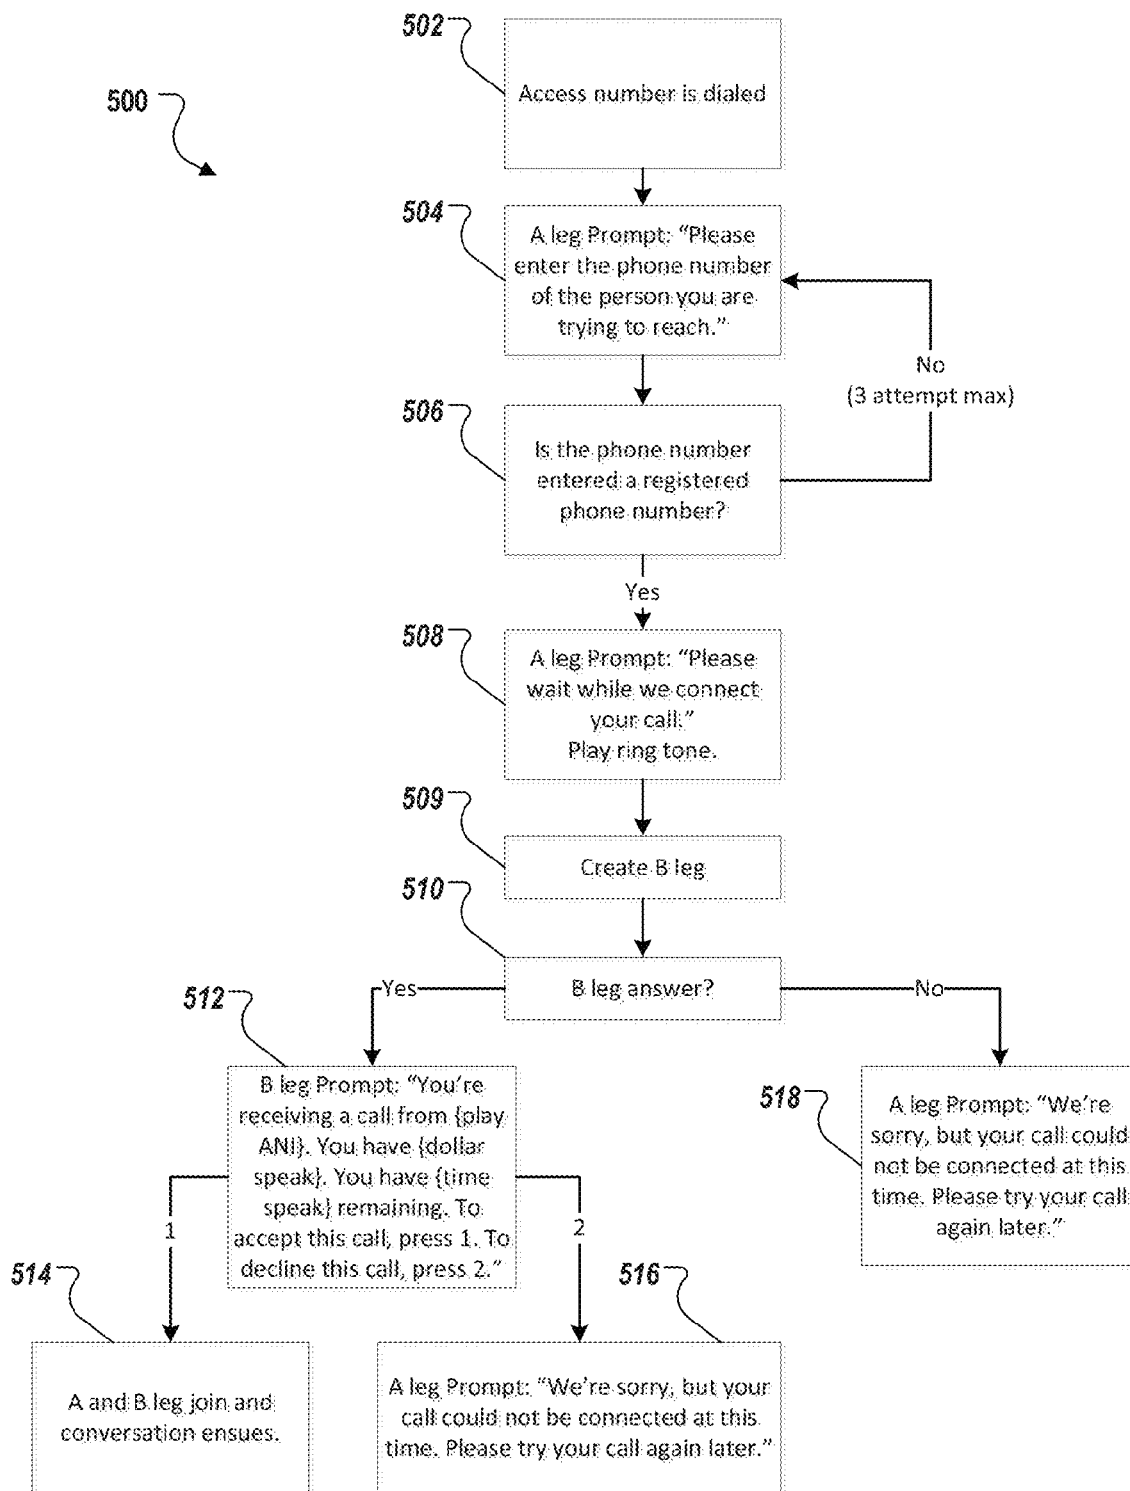 502
Access number is dialed
500
504
A leg Prompt: “Please
enter the phone number
of the person you are
trying to reach.”
No
(3 attempt max)
506
Is the phone number
entered a registered
phone number?
Yes
508
A leg Prompt: “Please
wait while we connect
your call.”
Play ring tone.
509
Create B leg
510
B leg answer?
Yes
No
512
B leg Prompt: “You’re
receiving a call from {play
ANI}. You have {dollar
speak}. You have {time
speak} remaining. To
accept this call, press 1. To
decline this call, press 2.”
518
A leg Prompt: “We’re
sorry, but your call could
not be connected at this
time. Please try your call
again later.”
1
2
514
A and B leg join and
conversation ensues.
516
A leg Prompt: “We’re sorry, but your
call could not be connected at this
time. Please try your call again later.”